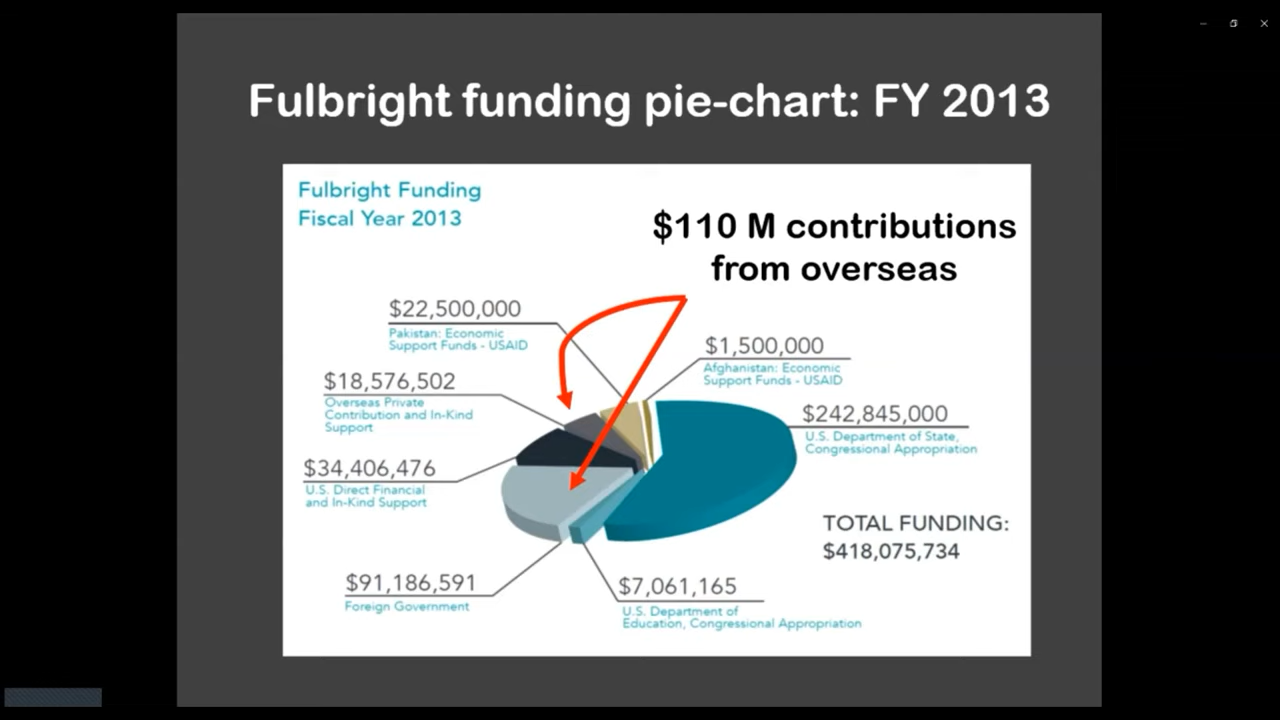 Fulbright funding pie-chart: FY 2013
Fulbright Funding
Fiscal Year 2013
$110 M contributions
from overseas
$22,500,000
Pakistan: Economic
Support Funds - USAID
$1,500,000
Afghanistan: Economic
Support Funds - USAID
$18,576,502
Overseas Private
Contribution and In-Kind
Support
$242,845,000
U.S. Department of State,
Congressional Appropriation
$34,406,476
U.S. Direct Financial
and In-Kind Support
TOTAL FUNDING:
$418,075,734
$91,186,591
Foreign Government
$7,061,165
U.S. Department of
Education, Congressional Appropriation